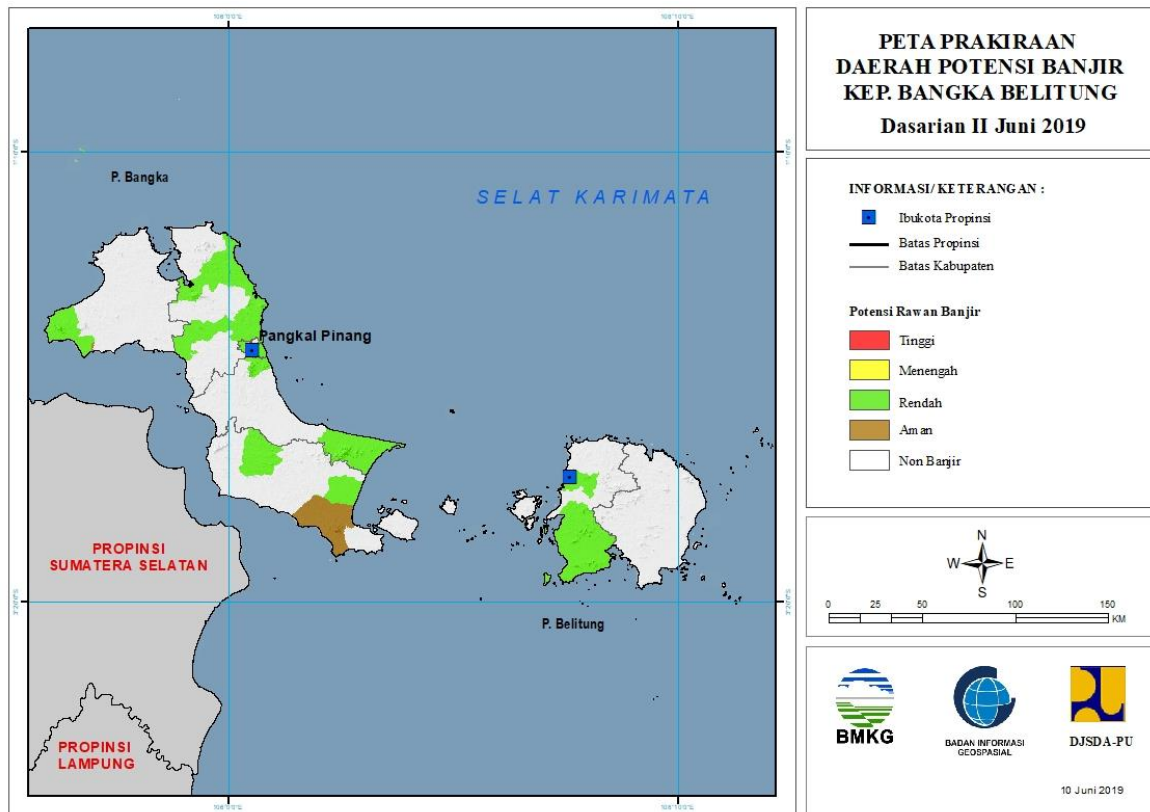 PETA PRAKIRAAN
DAERAH POTENSI BANJIR
KEP. BANGKA BELITUNG
Dasarian II Juni 2019
P. Bangka
SELAT KARIMATA
Pangkal Pinang
PROPINSI
SUMATERA SELATAN
P. Belitung
PROPINSI
LAMPUNG
INFORMASI/ KETERANGAN :
Ibukota Propinsi
Batas Propinsi
Batas Kabupaten
Potensi Rawan Banjir
Tinggi
Menengah
Rendah
Aman
Non Banjir
N
W E
S
0 25 50 100 150
KM
BMKG
BADAN INFORMASI
GEOSPASIAL
DJSDA-PU
10 Juni 2019